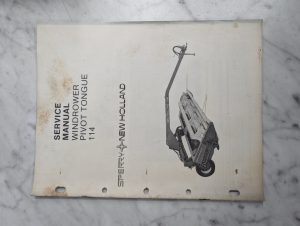 SERVICE
MANUAL
WINDROWER
PIVOT TONGUE
114
SPERRY NEW HOLLAND